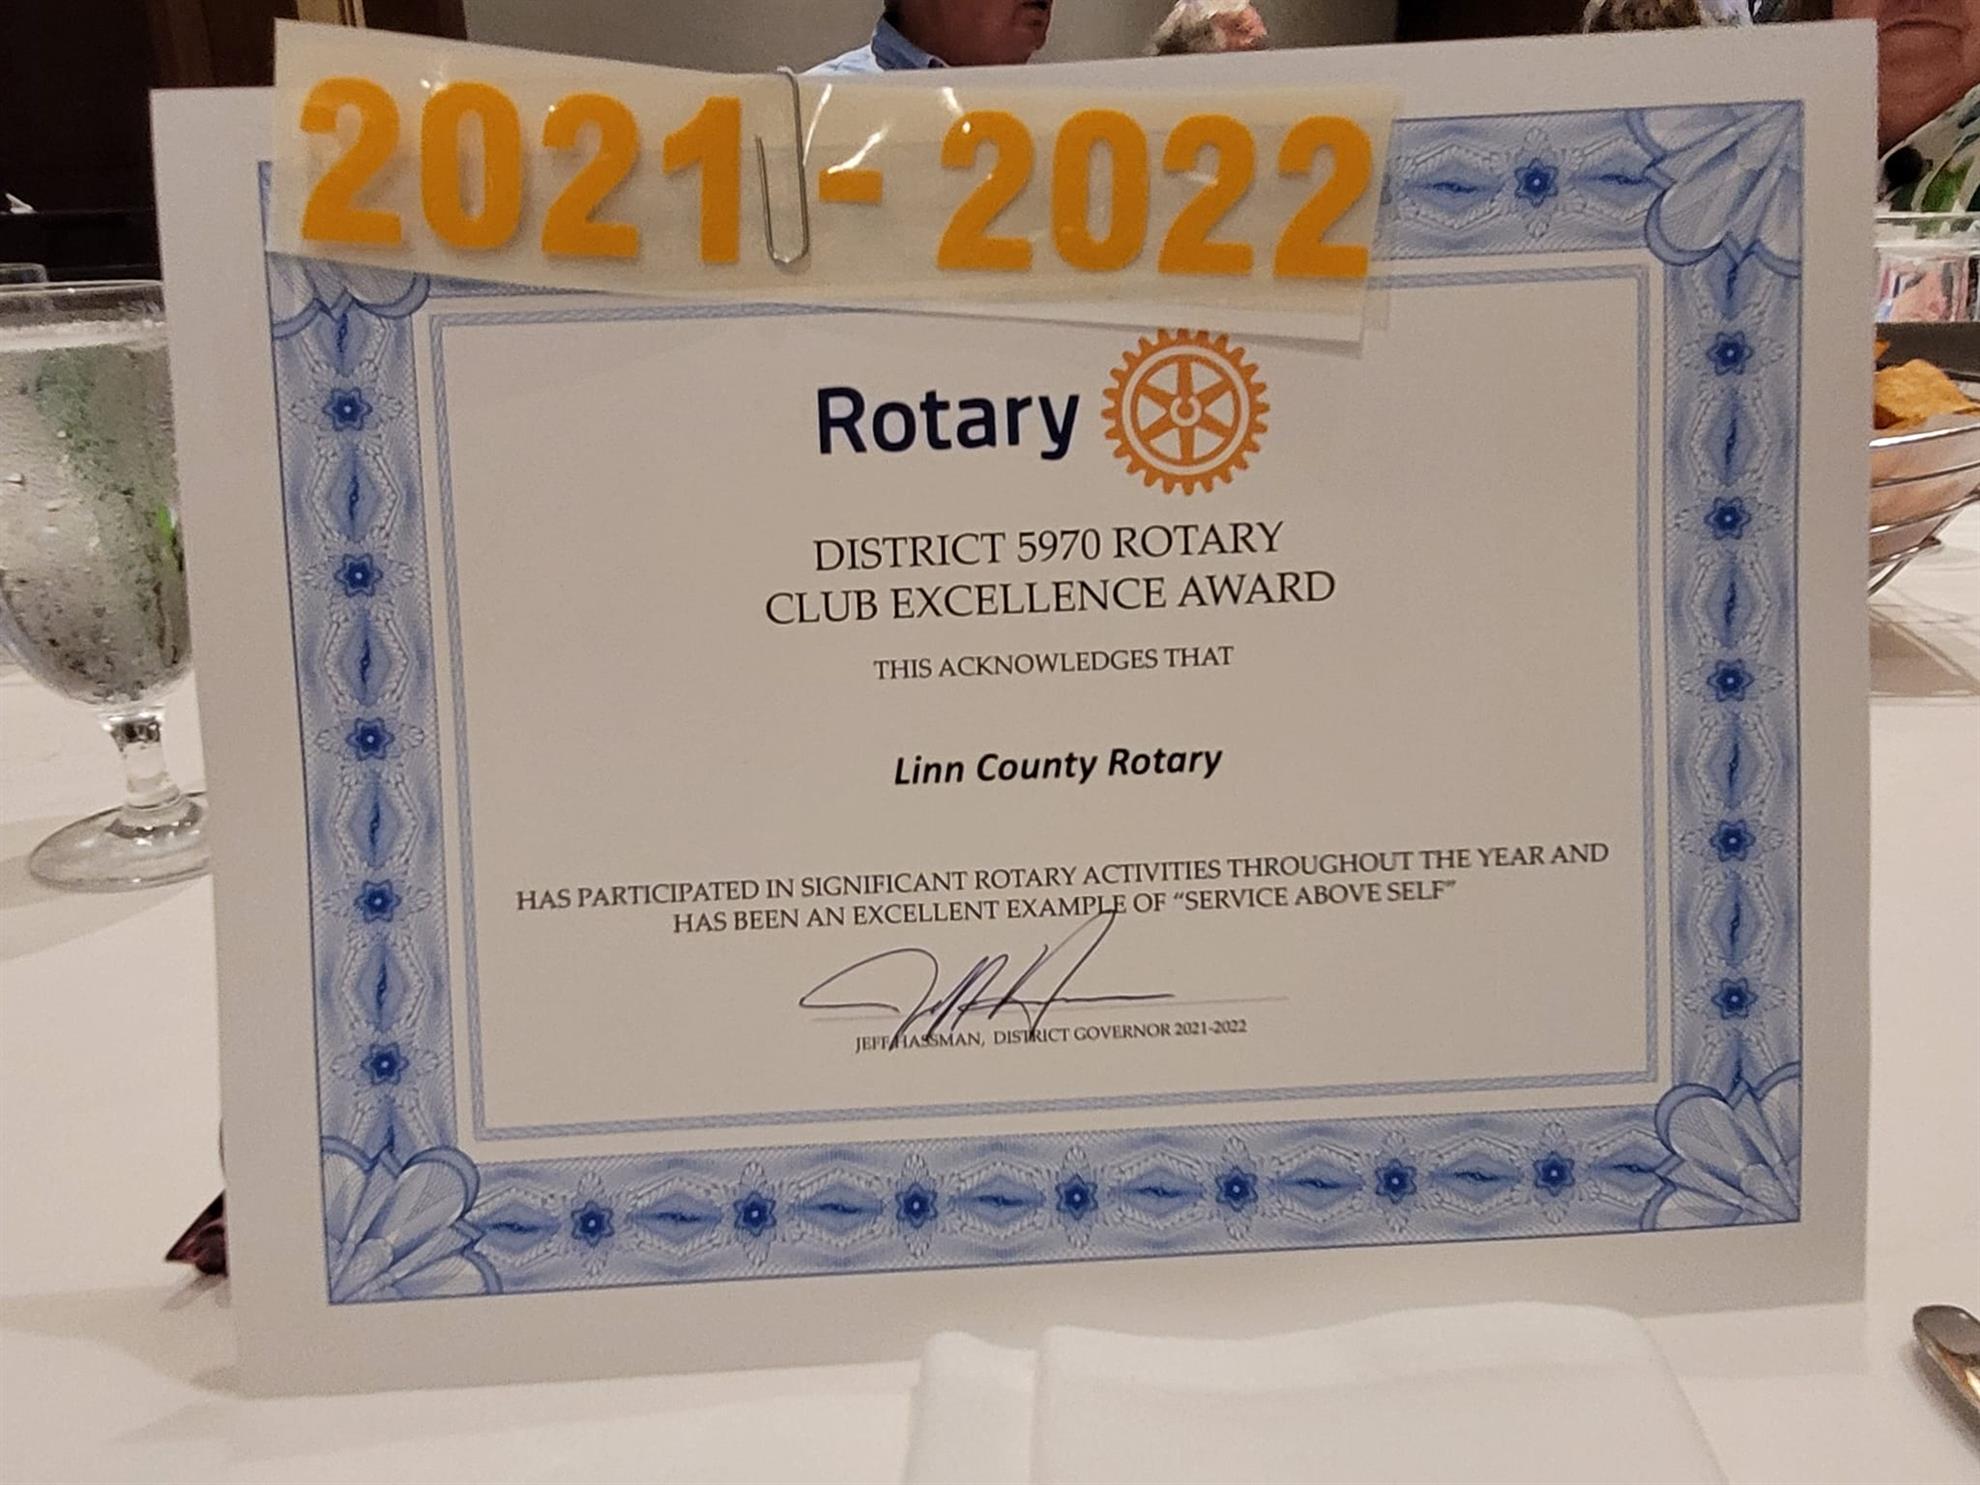 2021 - 2022
Rotary
DISTRICT 5970 ROTARY
CLUB EXCELLENCE AWARD
THIS ACKNOWLEDGES THAT
Linn County Rotary
HAS PARTICIPATED IN SIGNIFICANT ROTARY ACTIVITIES THROUGHOUT THE YEAR AND
HAS BEEN AN EXCELLENT EXAMPLE OF “SERVICE ABOVE SELF”
JEFF HASSMAN, DISTRICT GOVERNOR 2021-2022